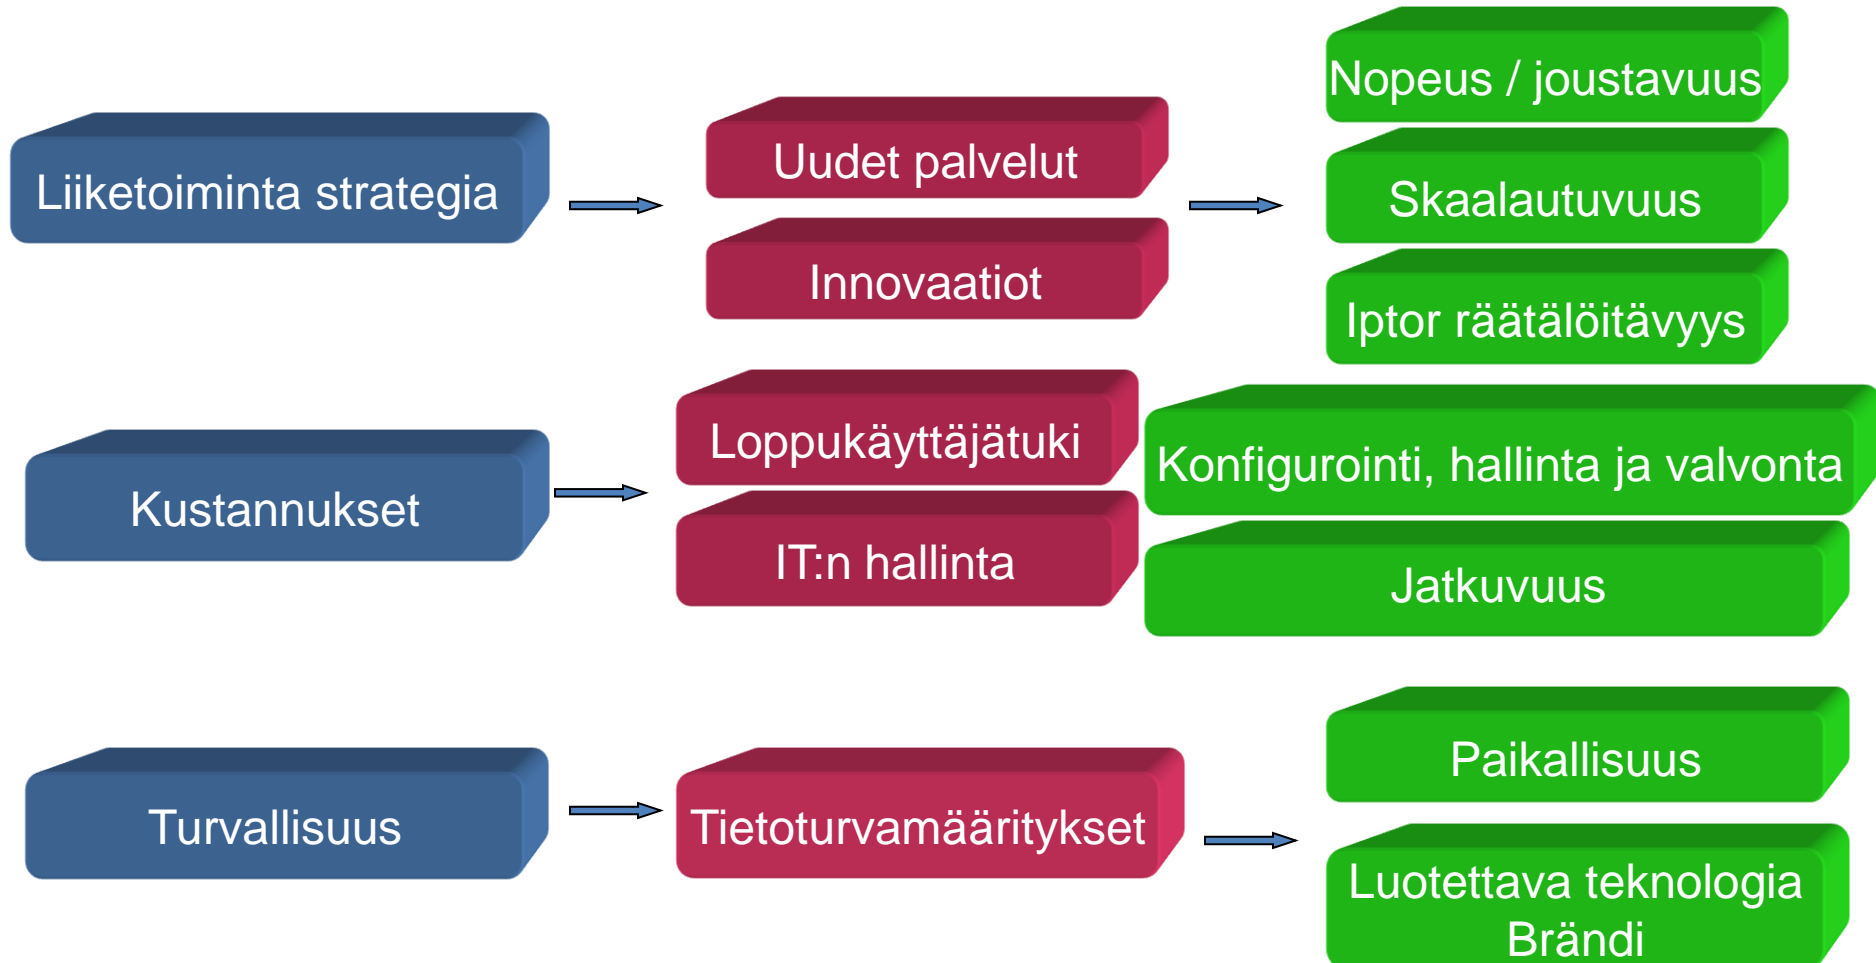 Liiketoiminta strategia
Uudet palvelut
Innovaatiot
Nopeus / joustavuus
Skaalautuvuus
Iptor räätälöitävyys
Kustannukset
Loppukäyttäjätuki
IT:n hallinta
Konfigurointi, hallinta ja valvonta
Jatkuvuus
Turvallisuus
Tietoturvamääritykset
Paikallisuus
Luotettava teknologia
Brändi